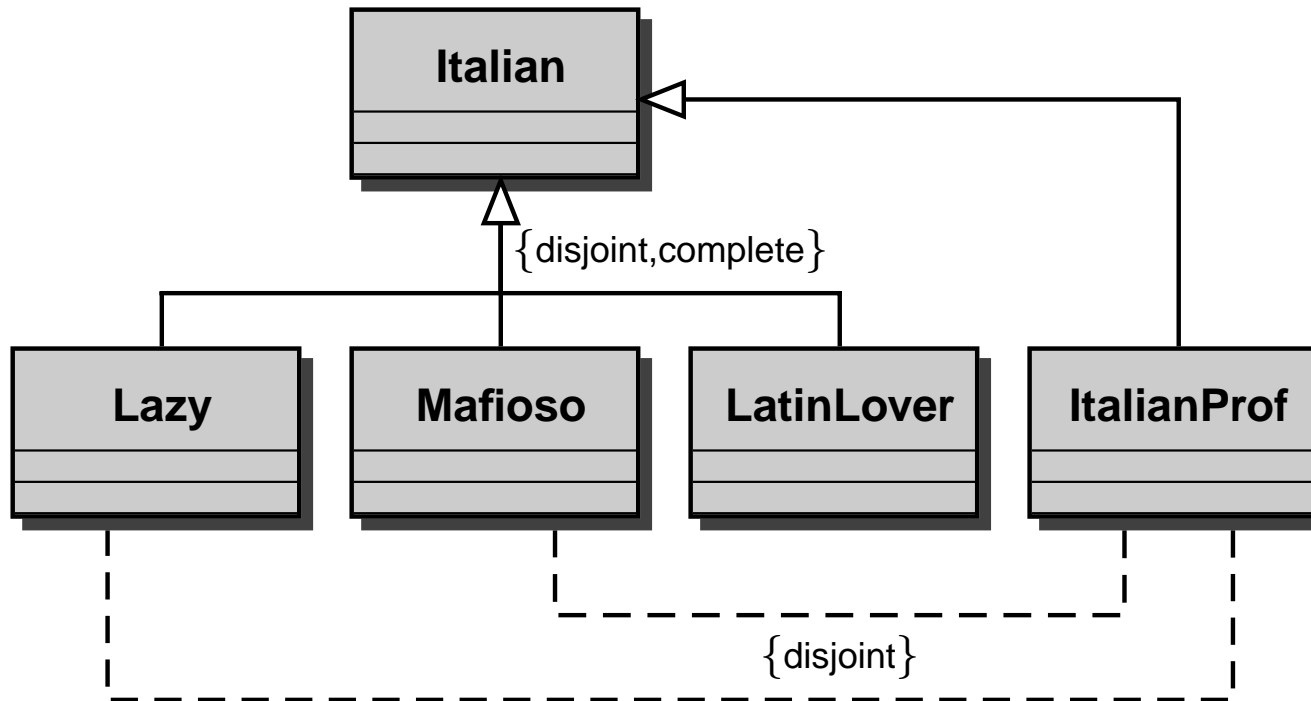 Italian
{disjoint,complete}
Lazy
Mafioso
LatinLover
ItalianProf
{disjoint}